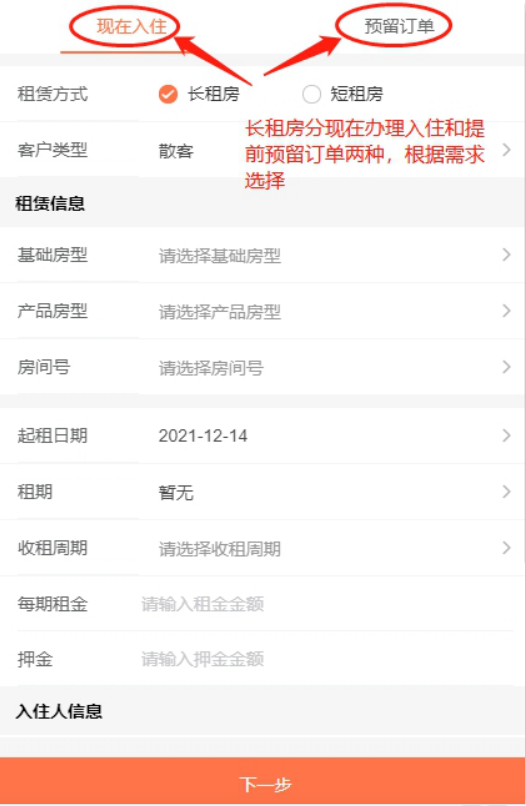 现在入住 预留订单
租赁方式 长租房 短租房
长租房分现在办理入住和提
前预留订单两种，根据需求
选择
客户类型 散客
租赁信息
基础房型 请选择基础房型
产品房型 请选择产品房型
房间号 请选择房间号
起租日期 2021-12-14
租期 暂无
收租周期 请选择收租周期
每期租金 请输入租金金额
押金 请输入押金金额
入住人信息
下一步